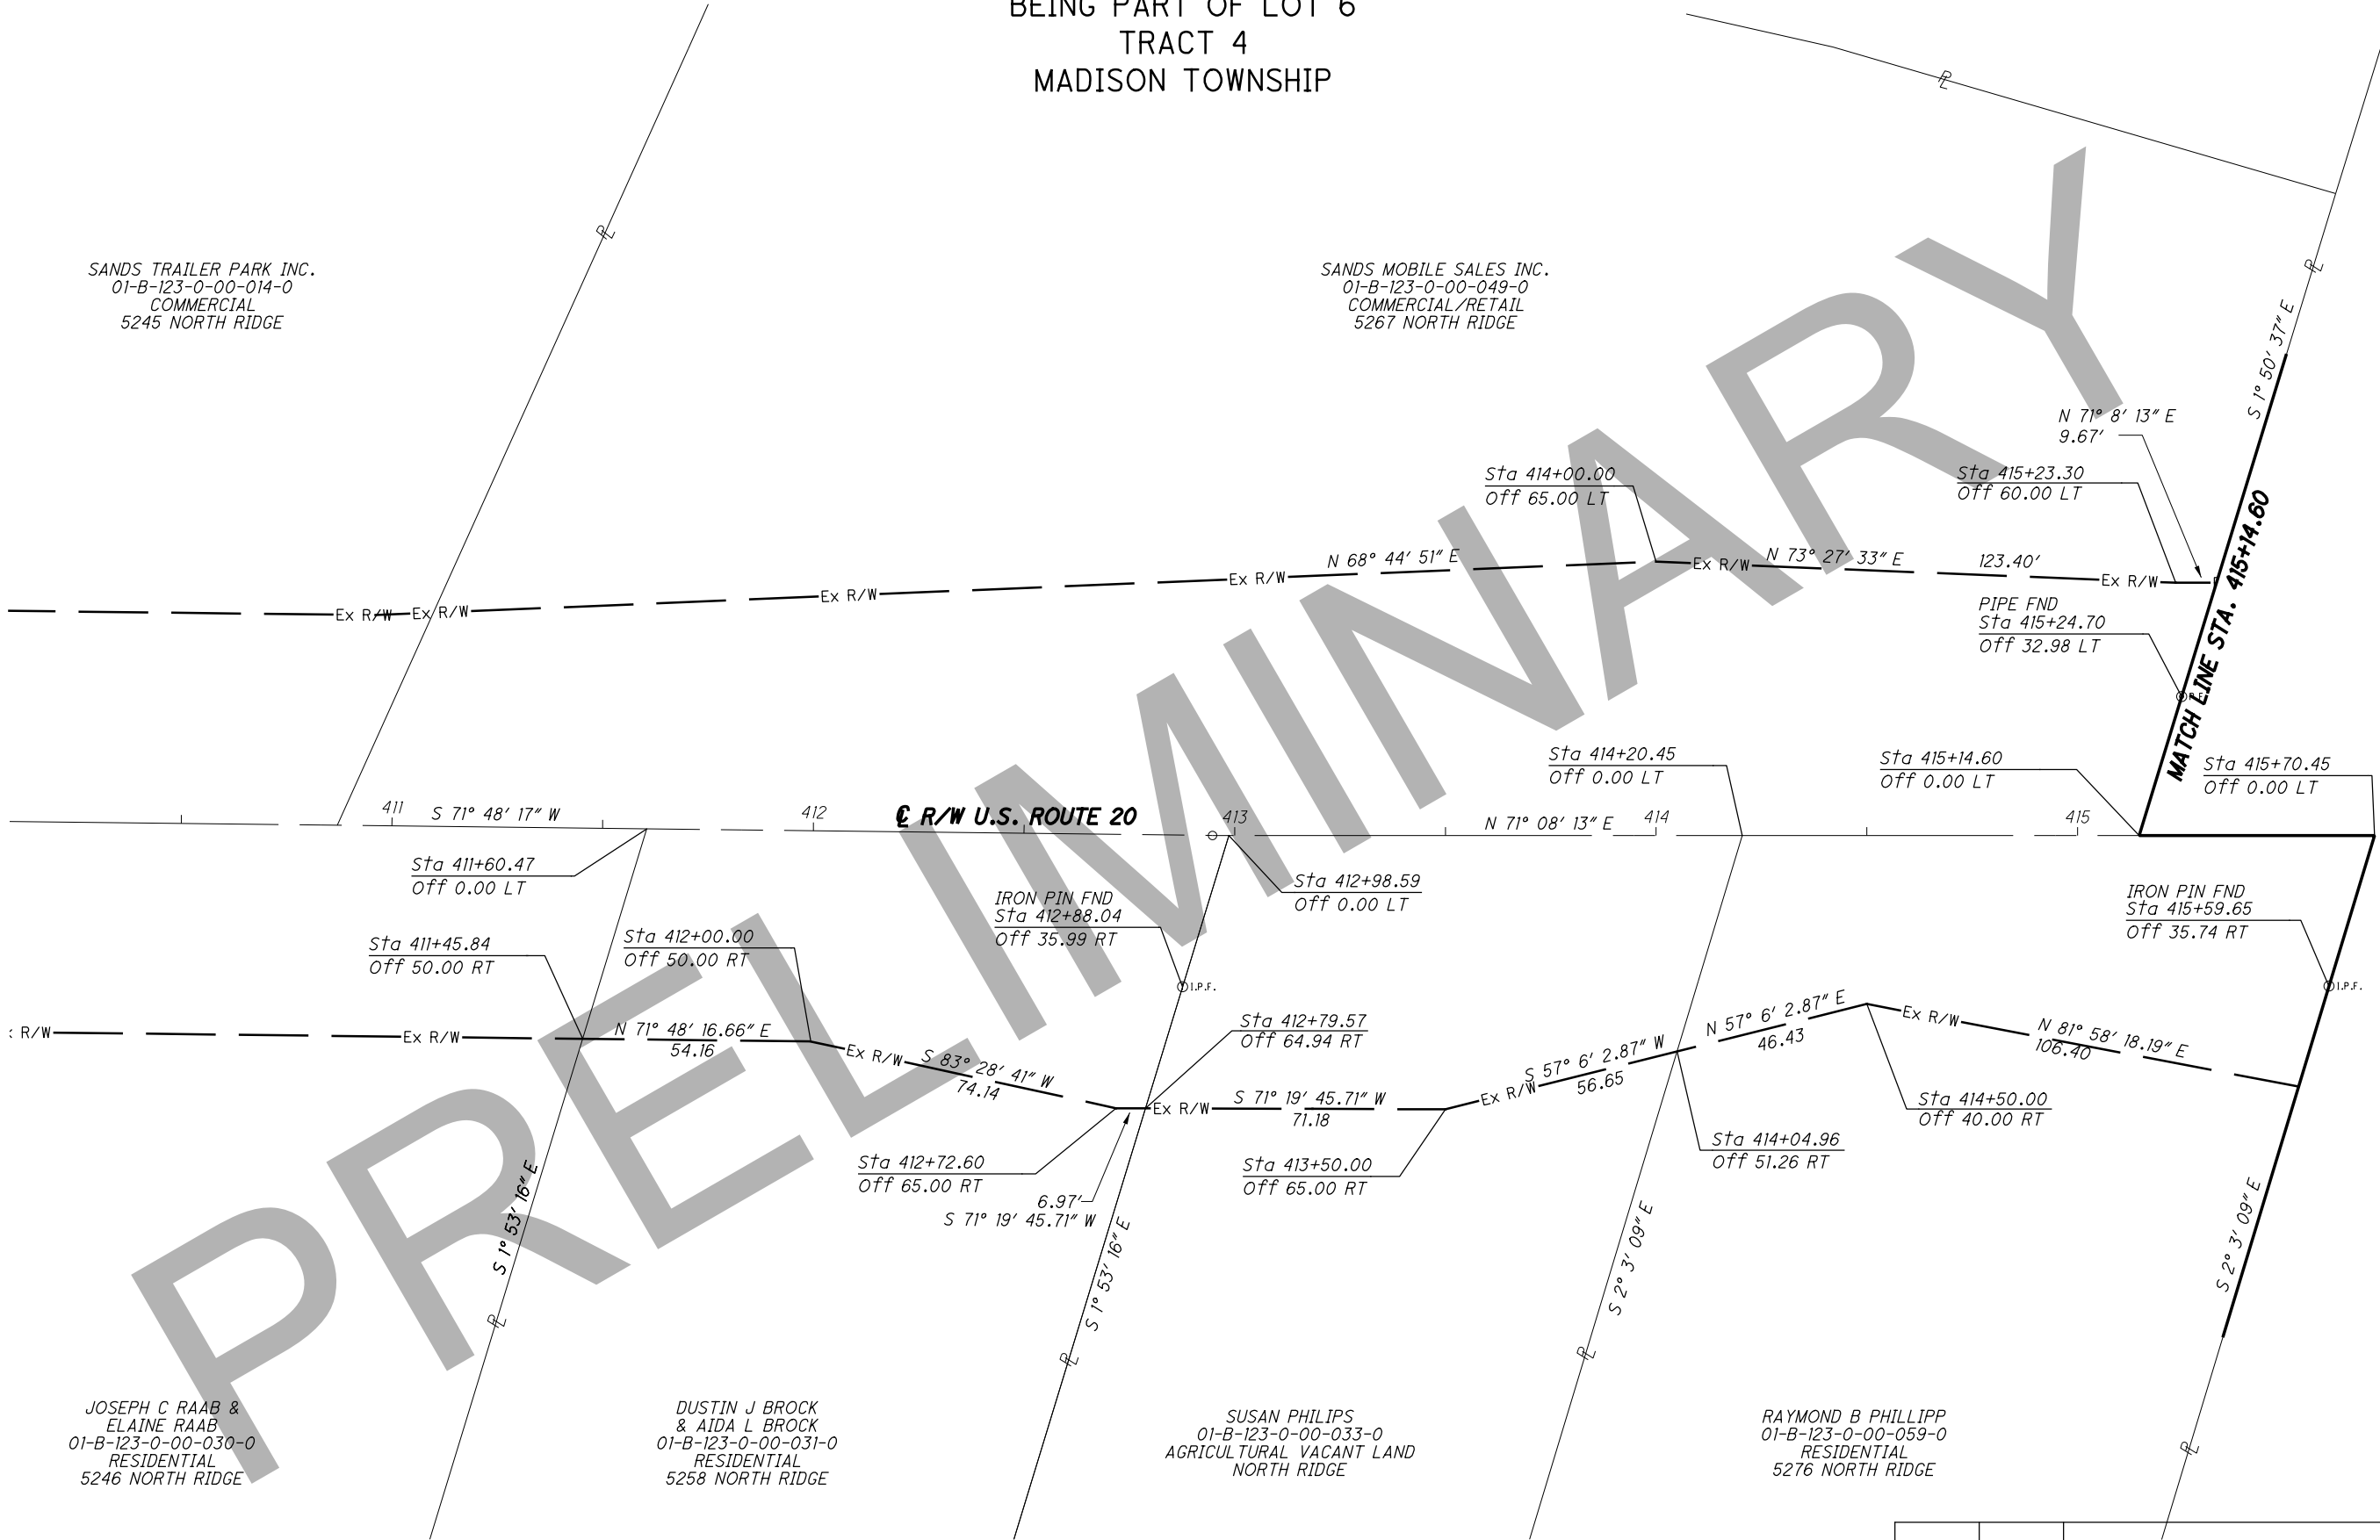 BEING PART OF LOT 6
TRACT 4
MADISON TOWNSHIP
PRELIMINARY
SANDS TRAILER PARK INC.
01-B-123-0-00-014-0
COMMERCIAL
5245 NORTH RIDGE
SANDS MOBILE SALES INC.
01-B-123-0-00-049-0
COMMERCIAL/RETAIL
5267 NORTH RIDGE
S 1° 50' 37" E
N 71° 8' 13" E
9.67'
Sta 414+00.00
Off 65.00 LT
Sta 415+23.30
Off 60.00 LT
MATCH LINE STA. 415+14.60
Ex R/W
Ex R/W
Ex R/W
Ex R/W
N 68° 44' 51" E
Ex R/W
N 73° 27' 33" E
123.40'
Ex R/W
PIPE FND
Sta 415+24.70
Off 32.98 LT
Sta 414+20.45
Off 0.00 LT
Sta 415+14.60
Off 0.00 LT
Sta 415+70.45
Off 0.00 LT
411
S 71° 48' 17" W
412
℄ R/W U.S. ROUTE 20
413
N 71° 08' 13" E
414
415
Sta 411+60.47
Off 0.00 LT
Sta 412+98.59
Off 0.00 LT
IRON PIN FND
Sta 412+88.04
Off 35.99 RT
I.P.F.
IRON PIN FND
Sta 415+59.65
Off 35.74 RT
I.P.F.
Sta 411+45.84
Off 50.00 RT
Sta 412+00.00
Off 50.00 RT
R/W
Ex R/W
N 71° 48' 16.66" E
54.16
Ex R/W
S 83° 28' 41" W
74.14
Sta 412+79.57
Off 64.94 RT
Ex R/W
S 71° 19' 45.71" W
71.18
Ex R/W
S 57° 6' 2.87" W
56.65
N 57° 6' 2.87" E
46.43
Ex R/W
N 81° 58' 18.19" E
106.40
Sta 414+50.00
Off 40.00 RT
Sta 414+04.96
Off 51.26 RT
Sta 412+72.60
Off 65.00 RT
Sta 413+50.00
Off 65.00 RT
6.97'
S 71° 19' 45.71" W
S 1° 53' 16" E
S 1° 53' 16" E
S 2° 3' 09" E
S 2° 3' 09" E
JOSEPH C RAAB &
ELAINE RAAB
01-B-123-0-00-030-0
RESIDENTIAL
5246 NORTH RIDGE
DUSTIN J BROCK
& AIDA L BROCK
01-B-123-0-00-031-0
RESIDENTIAL
5258 NORTH RIDGE
SUSAN PHILIPS
01-B-123-0-00-033-0
AGRICULTURAL VACANT LAND
NORTH RIDGE
RAYMOND B PHILLIPP
01-B-123-0-00-059-0
RESIDENTIAL
5276 NORTH RIDGE